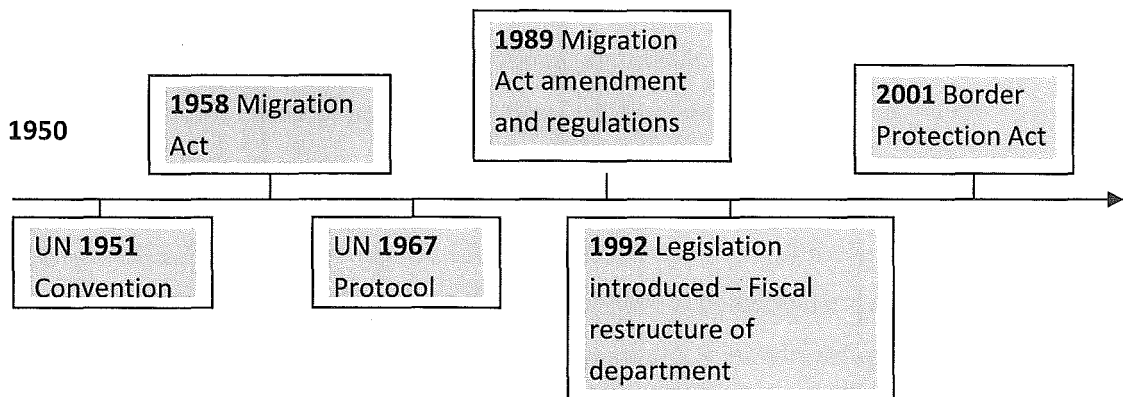 1950
1958 Migration
Act
1989 Migration
Act amendment
and regulations
2001 Border
Protection Act
UN 1951
Convention
UN 1967
Protocol
1992 Legislation
introduced – Fiscal
restructure of
department